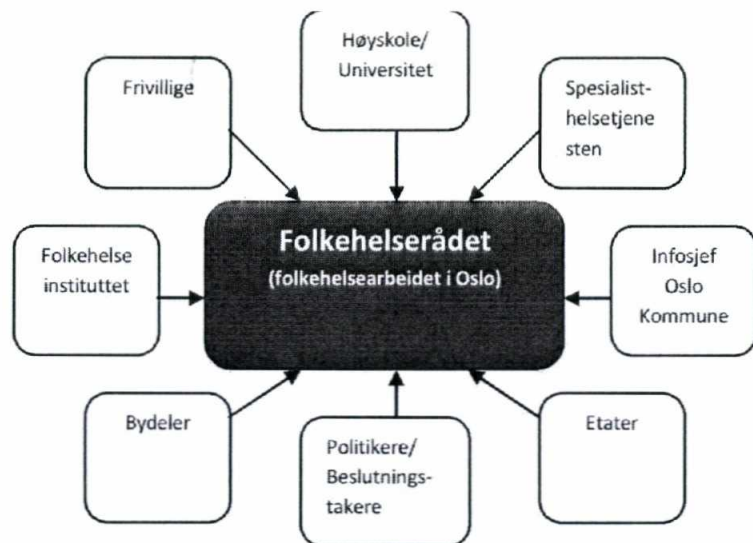 Høyskole/
Universitet
Frivillige
Spesialist-
helsetjene
sten
Folkehelserådet
(folkehelsearbeidet i Oslo)
Folkehelse
instituttet
Infosjef
Oslo
Kommune
Bydeler
Politikere/
Beslutnings-
takere
Etater